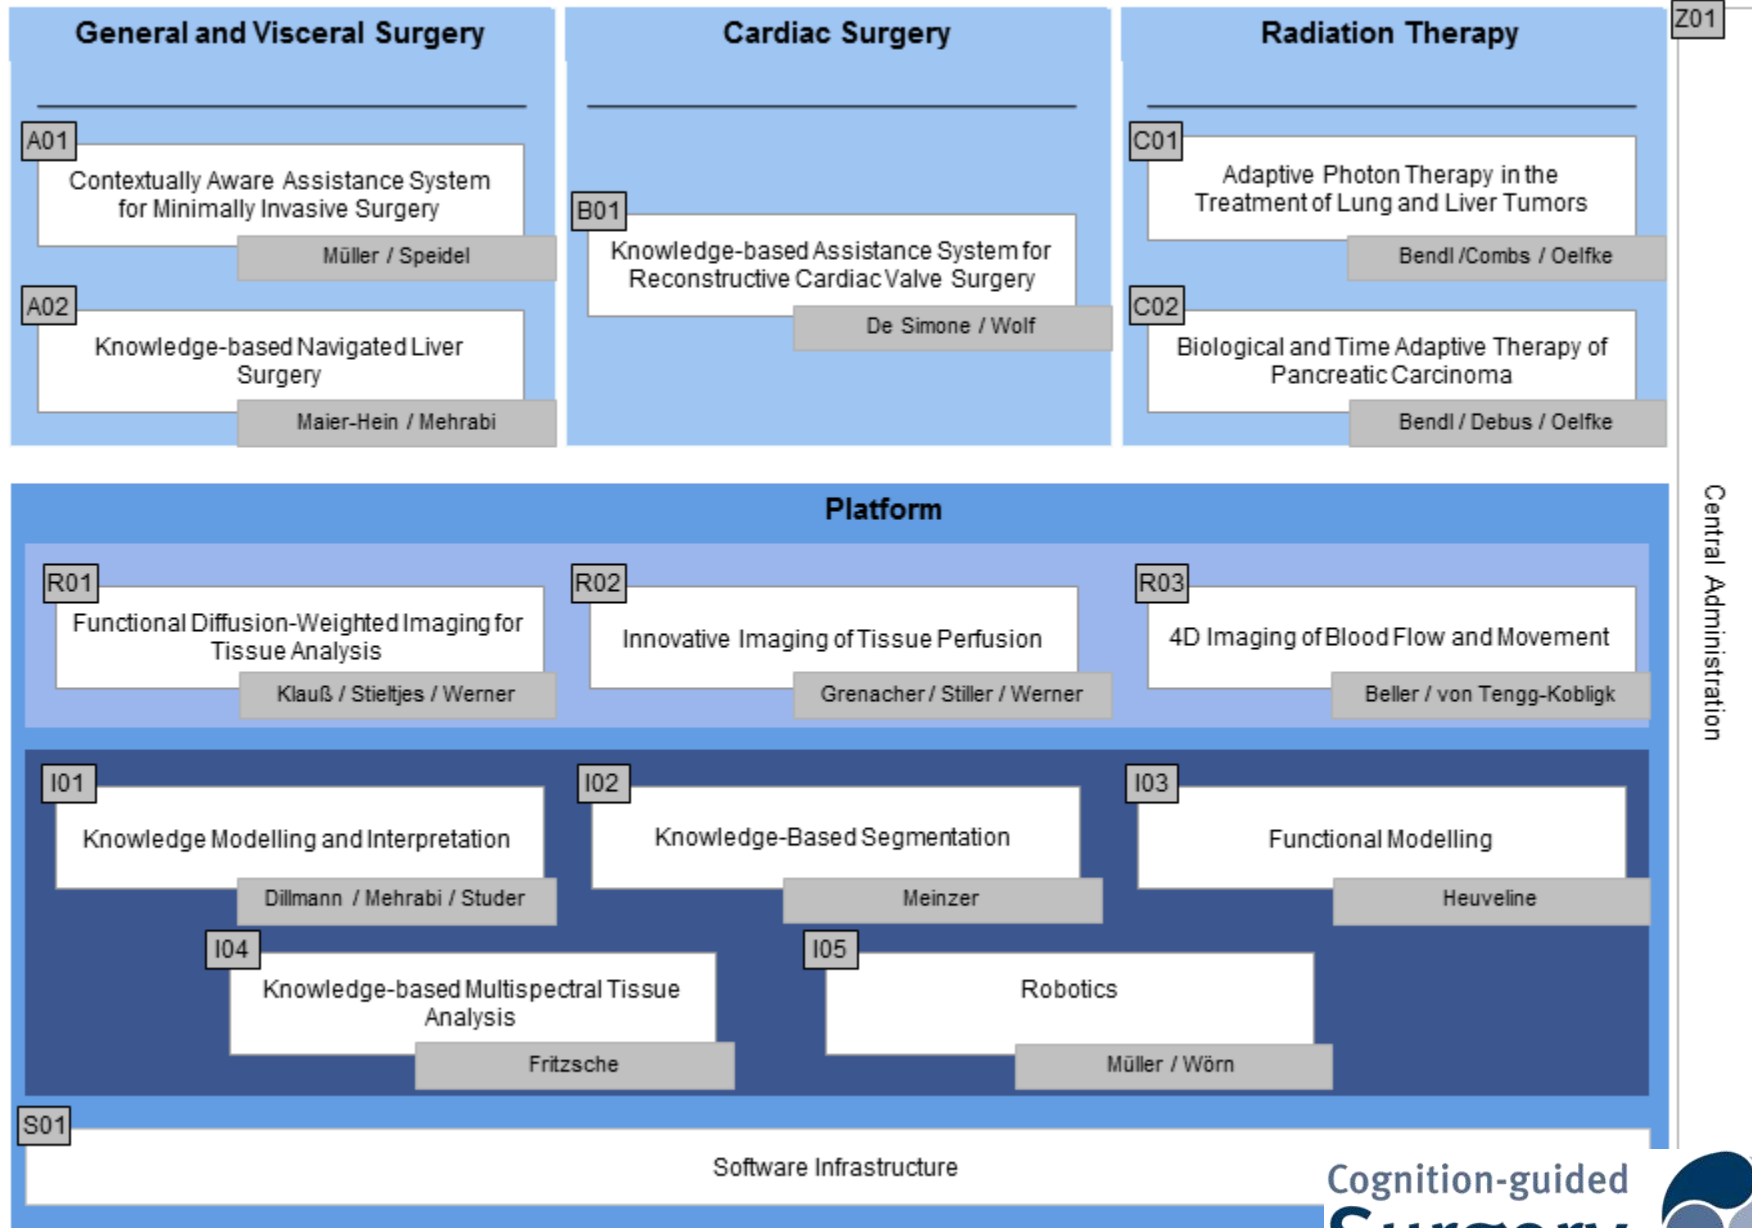 General and Visceral Surgery
Cardiac Surgery
Radiation Therapy
Z01
A01
Contextually Aware Assistance System
for Minimally Invasive Surgery
Müller / Speidel
A02
Knowledge-based Navigated Liver
Surgery
Maier-Hein / Mehrabi
B01
Knowledge-based Assistance System for
Reconstructive Cardiac Valve Surgery
De Simone / Wolf
C01
Adaptive Photon Therapy in the
Treatment of Lung and Liver Tumors
Bendl /Combs / Oelfke
C02
Biological and Time Adaptive Therapy of
Pancreatic Carcinoma
Bendl / Debus / Oelfke
Central Administration
Platform
R01
Functional Diffusion-Weighted Imaging for
Tissue Analysis
Klauß / Stieltjes / Werner
R02
Innovative Imaging of Tissue Perfusion
Grenacher / Stiller / Werner
R03
4D Imaging of Blood Flow and Movement
Beller / von Tengg-Kobligk
I01
Knowledge Modelling and Interpretation
Dillmann / Mehrabi / Studer
I02
Knowledge-Based Segmentation
Meinzer
I03
Functional Modelling
Heuveline
I04
Knowledge-based Multispectral Tissue
Analysis
Fritzsche
I05
Robotics
Müller / Wörn
S01
Software Infrastructure
Cognition-guided
Surgery